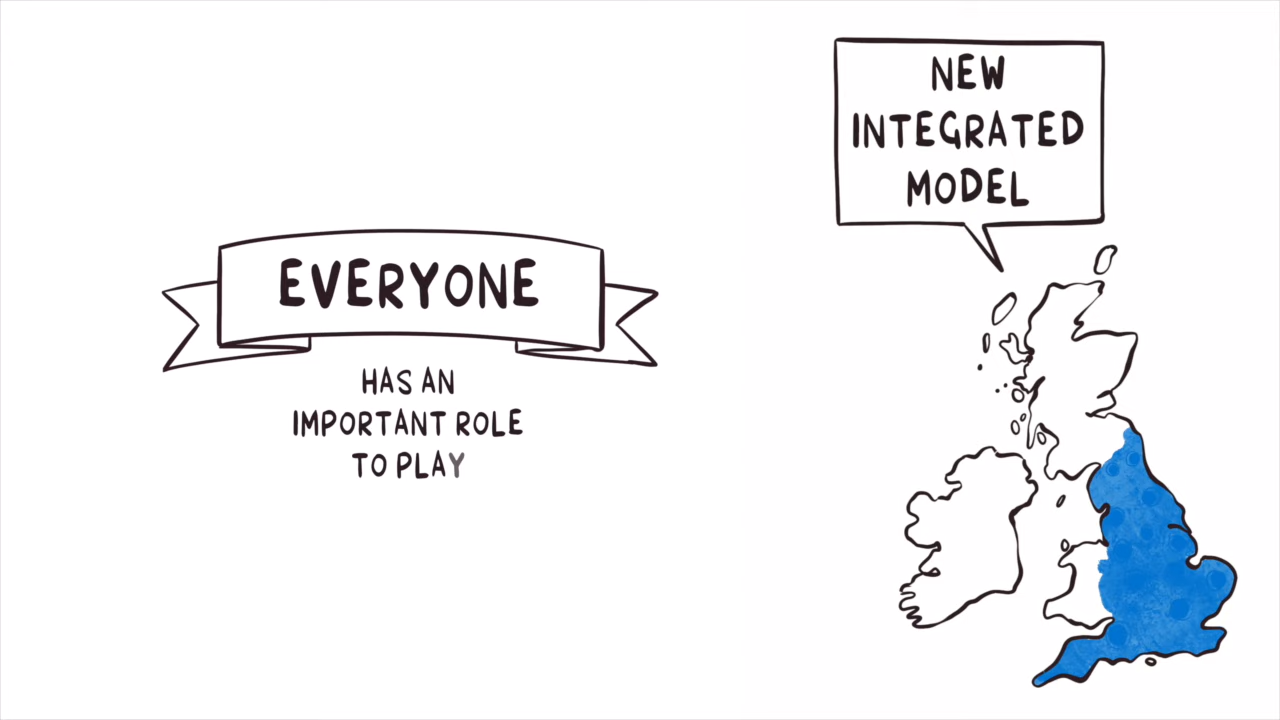 EVERYONE
HAS AN
IMPORTANT ROLE
TO PLAY
NEW
INTEGRATED
MODEL